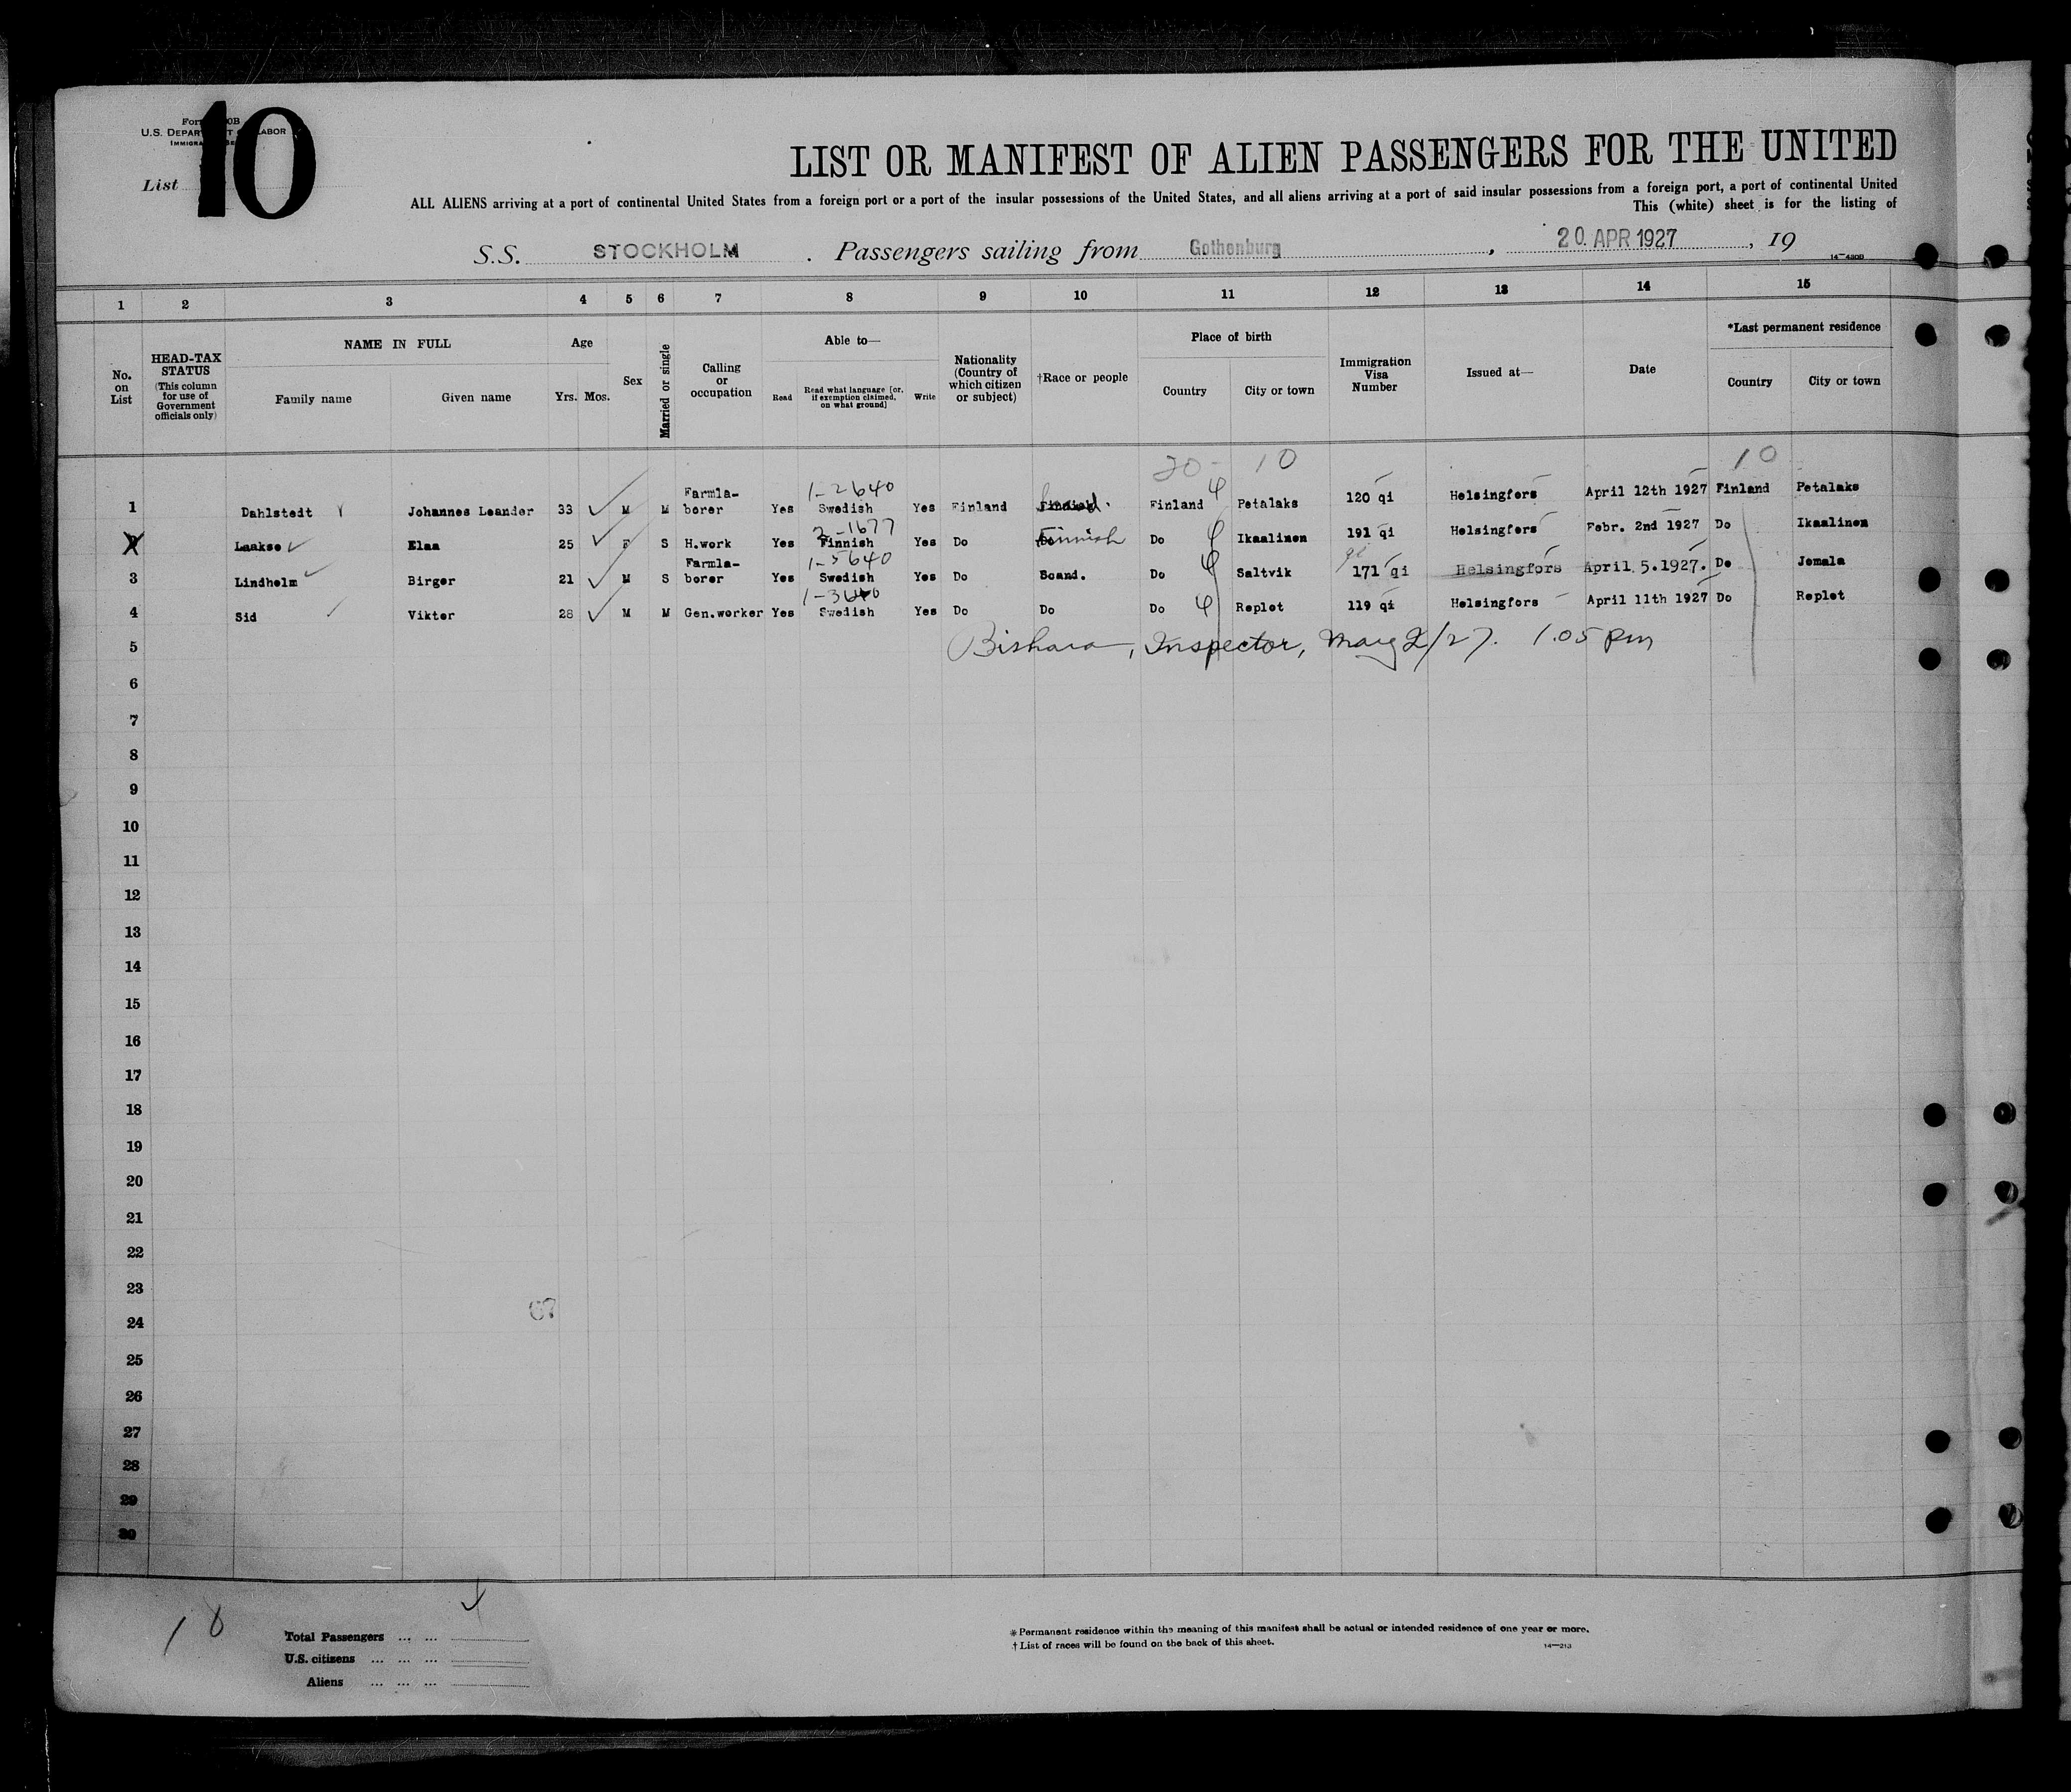 10
U.S. DEPAR
LABOR
List
LIST OR MANIFEST OF ALIEN PASSENGERS FOR THE UNITED
ALL ALIENS arriving at a port of continental United States from a foreign port or a port of the insular possessions of the United States, and all aliens arriving at a port of said insular possessions from a foreign port, a port of continental United
This (white) sheet is for the listing of
S.S. STOCKHOLM. Passengers sailing from Gothenburg, 20 APR 1927, 19
1 2 3 4 5 6 7 8 9 10 11 12 13 14 15
No. on List
HEAD-TAX STATUS (This column for use of Government officials only)
NAME IN FULL
Family name Given name
Age
Yrs. Mos.
Sex
Married or single
Calling or occupation
Able to—
Read
Read what language [or, if exemption claimed, on what ground]
Write
Nationality (Country of which citizen or subject)
†Race or people
Place of birth
Country City or town
Immigration Visa Number
Issued at—
Date
*Last permanent residence
Country City or town
20- 10 10
1-2640
1 Dahlstedt Johannes Leander 33 M M Farmla-borer Yes Swedish Yes Finland Finland Petalaks 120 qi Helsingfors April 12th 1927 Finland Petalaks
2-1677
2 Laakso Elaa 25 F S H.work Yes Finnish Yes Do Finnish Do Ikaalinen 191 qi Helsingfors Febr. 2nd 1927 Do Ikaalinen
1-5640
3 Lindholm Birger 21 M S Farmla-borer Yes Swedish Yes Do Scand. Do Saltvik 171 qi Helsingfors April 5.1927. Do Jomala
1-3640
4 Sid Viktor 28 M M Gen.worker Yes Swedish Yes Do Do Do Replot 119 qi Helsingfors April 11th 1927 Do Replot
5 Bishara, Inspector, May 2/27. 1.05 pm
6
7
8
9
10
11
12
13
14
15
16
17
18
19
20
21
22
23
24
25
26
27
28
29
30
Total Passengers ... ...
U.S. citizens ... ... ...
Aliens ... ... ...
* Permanent residence within the meaning of this manifest shall be actual or intended residence of one year or more.
† List of races will be found on the back of this sheet.
14—213